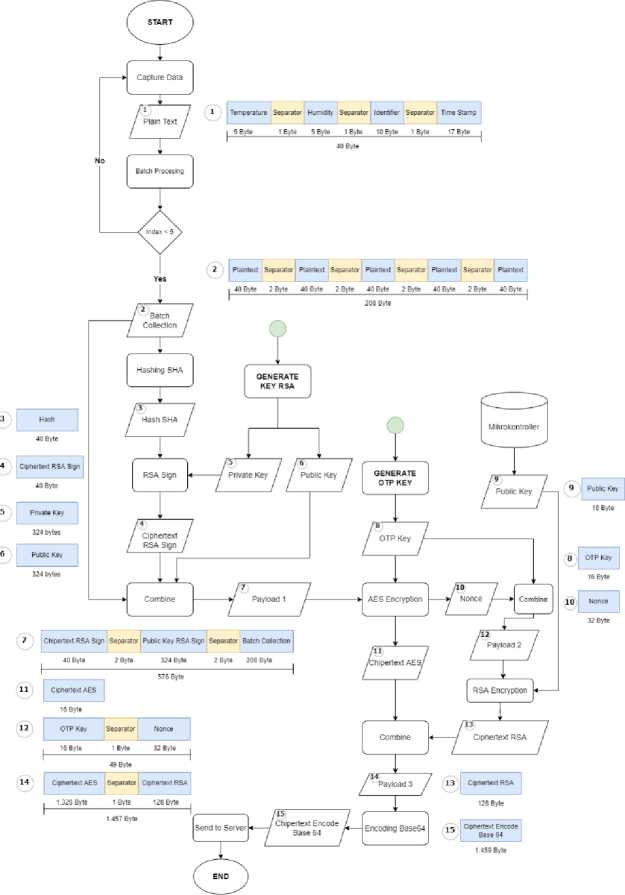 START
Capture Data
1
Plain Text
No
Batch Procesing
Index < 5
Yes
2
Batch
Collection
Hashing SHA
3
Hash SHA
RSA Sign
4
Ciphertext
RSA Sign
Combine
1
Temperature Separator Humidity Separator Identifier Separator Time Stamp
5 Byte 1 Byte 5 Byte 1 Byte 10 Byte 1 Byte 17 Byte
40 Byte
2
Plaintext Separator Plaintext Separator Plaintext Separator Plaintext Separator Plaintext
40 Byte 2 Byte 40 Byte 2 Byte 40 Byte 2 Byte 40 Byte 2 Byte 40 Byte
208 Byte
GENERATE
KEY RSA
5
Private Key
6
Public Key
7
Payload 1
GENERATE
OTP KEY
8
OTP Key
AES Encryption
10
Nonce
Mikrokontroller
9
Public Key
Combine
12
Payload 2
RSA Encryption
13
Ciphertext RSA
11
Chipertext AES
Combine
14
Payload 3
Encoding Base64
15
Chipertext Encode
Base 64
Send to Server
END
3
Hash
40 Byte
4
Ciphertext RSA Sign
40 Byte
5
Private Key
324 bytes
6
Public Key
324 bytes
9
Public Key
16 Byte
8
OTP Key
16 Byte
10
Nonce
32 Byte
7
Chipertext RSA Sign Separator Public Key RSA Sign Separator Batch Collection
40 Byte 2 Byte 324 Byte 2 Byte 208 Byte
576 Byte
11
Ciphertext AES
16 Byte
12
OTP Key Separator Nonce
16 Byte 1 Byte 32 Byte
49 Byte
14
Ciphertext AES Separator Ciphertext RSA
1.328 Byte 1 Byte 128 Byte
1.457 Byte
13
Ciphertext RSA
128 Byte
15
Ciphertext Encode
Base 64
1.459 Byte